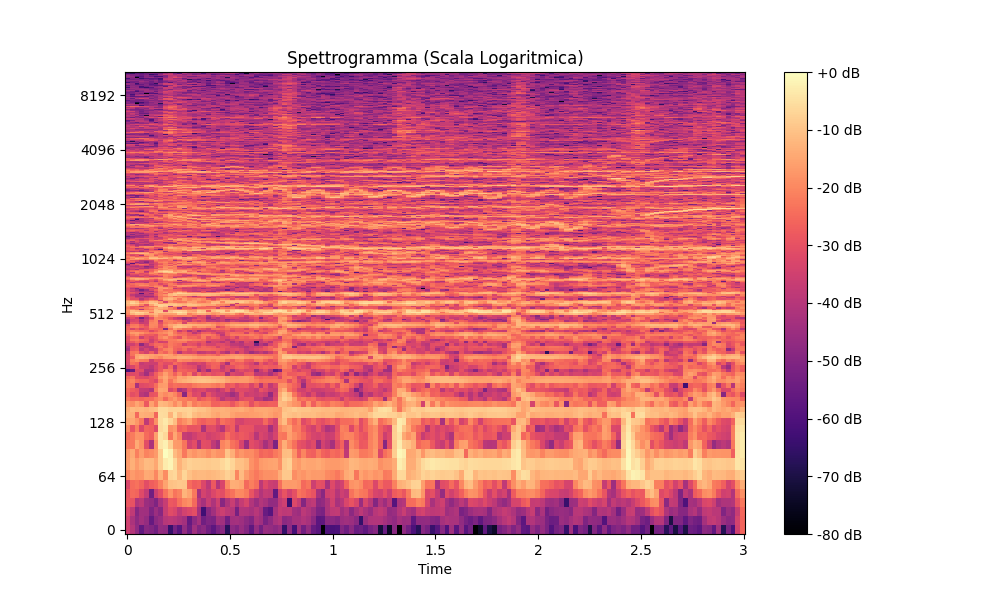 Spettrogramma (Scala Logaritmica)
Hz
8192
4096
2048
1024
512
256
128
64
0
0 0.5 1 1.5 2 2.5 3
Time
+0 dB
-10 dB
-20 dB
-30 dB
-40 dB
-50 dB
-60 dB
-70 dB
-80 dB